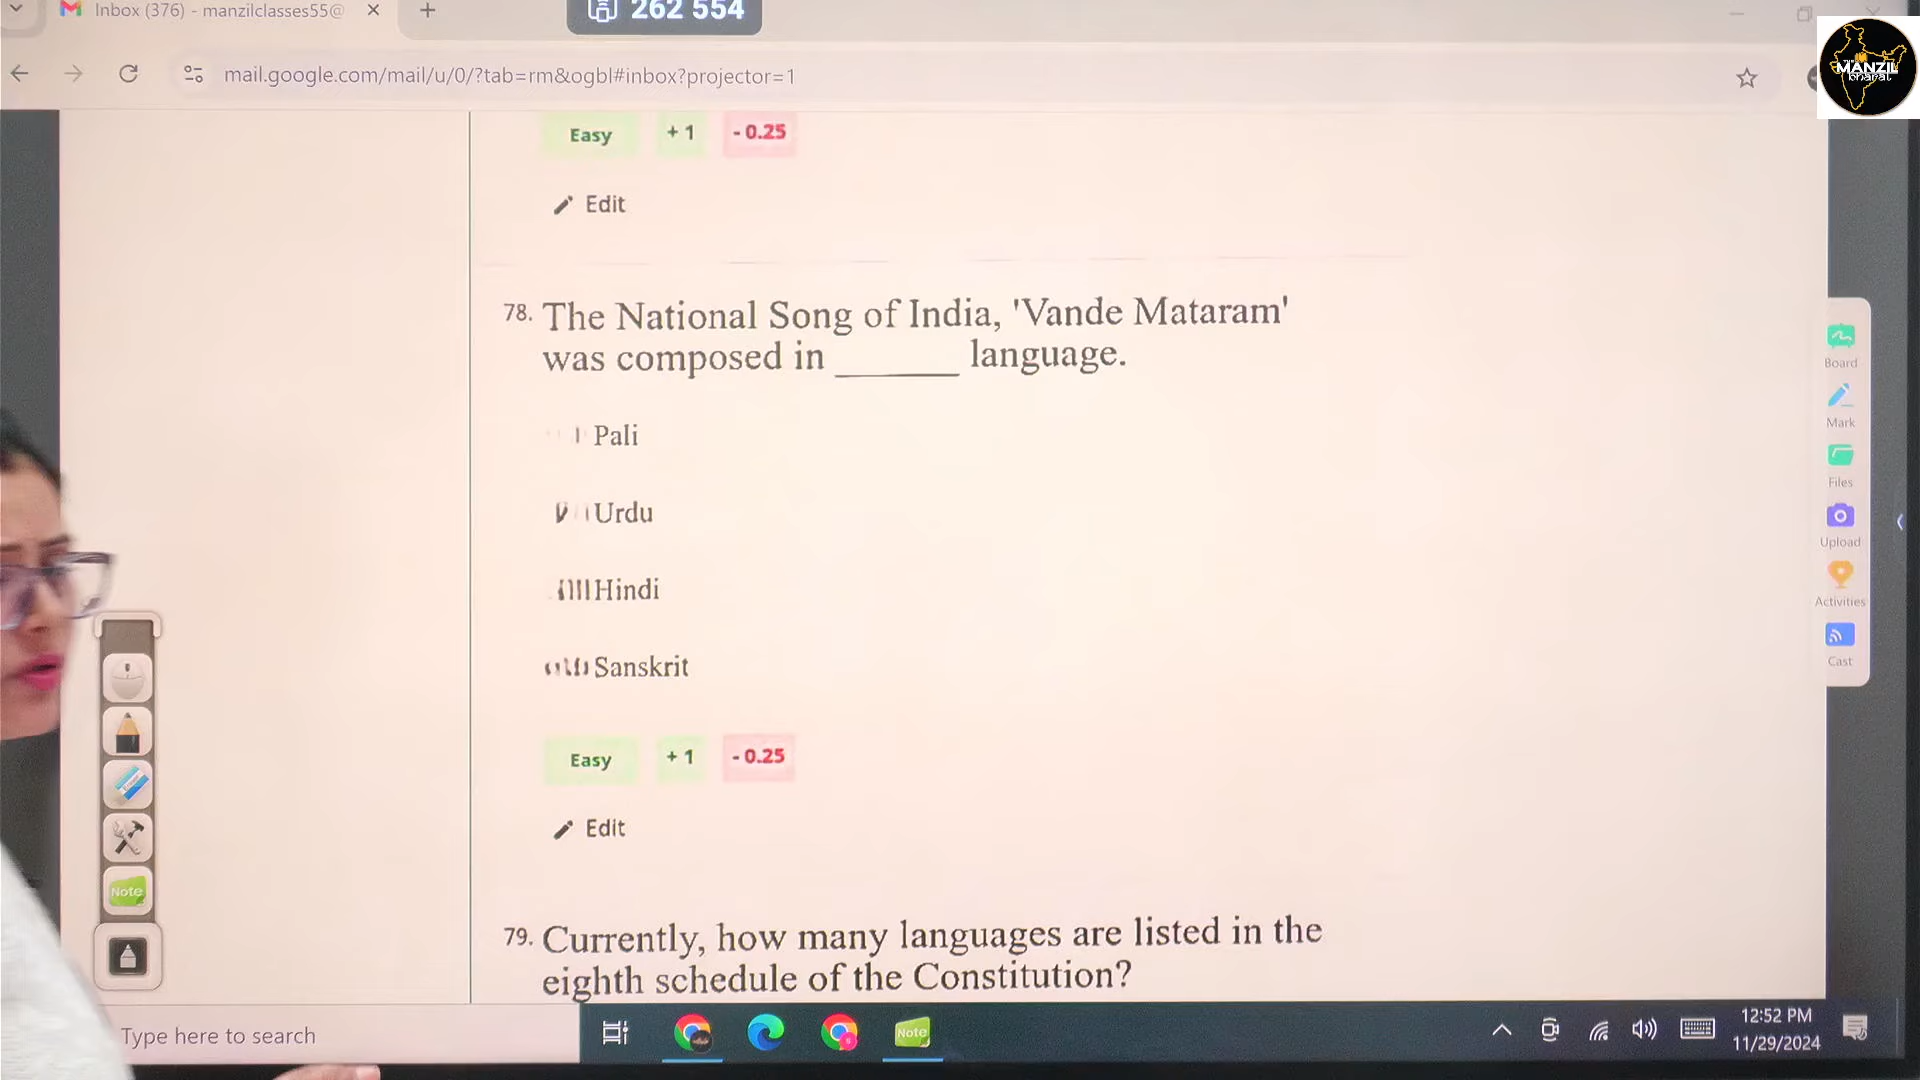 Inbox (376) - manzilclasses55@
262 554
mail.google.com/mail/u/0/?tab=rm&ogbl#inbox?projector=1
MANZIL
Bharat
Easy +1 -0.25
Edit
78. The National Song of India, 'Vande Mataram'
was composed in ______ language.
Pali
Urdu
Hindi
Sanskrit
Easy +1 -0.25
Edit
79. Currently, how many languages are listed in the
eighth schedule of the Constitution?
Board
Mark
Files
Upload
Activities
Cast
Note
Type here to search
Note
12:52 PM
11/29/2024